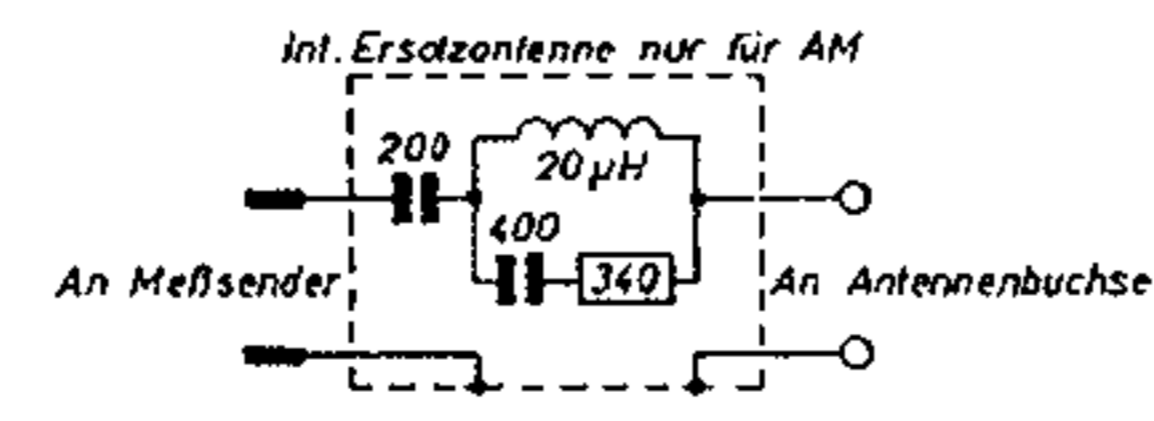 Int. Ersatzantenne nur für AM
200
20 µH
400
340
An Meßsender
An Antennenbuchse